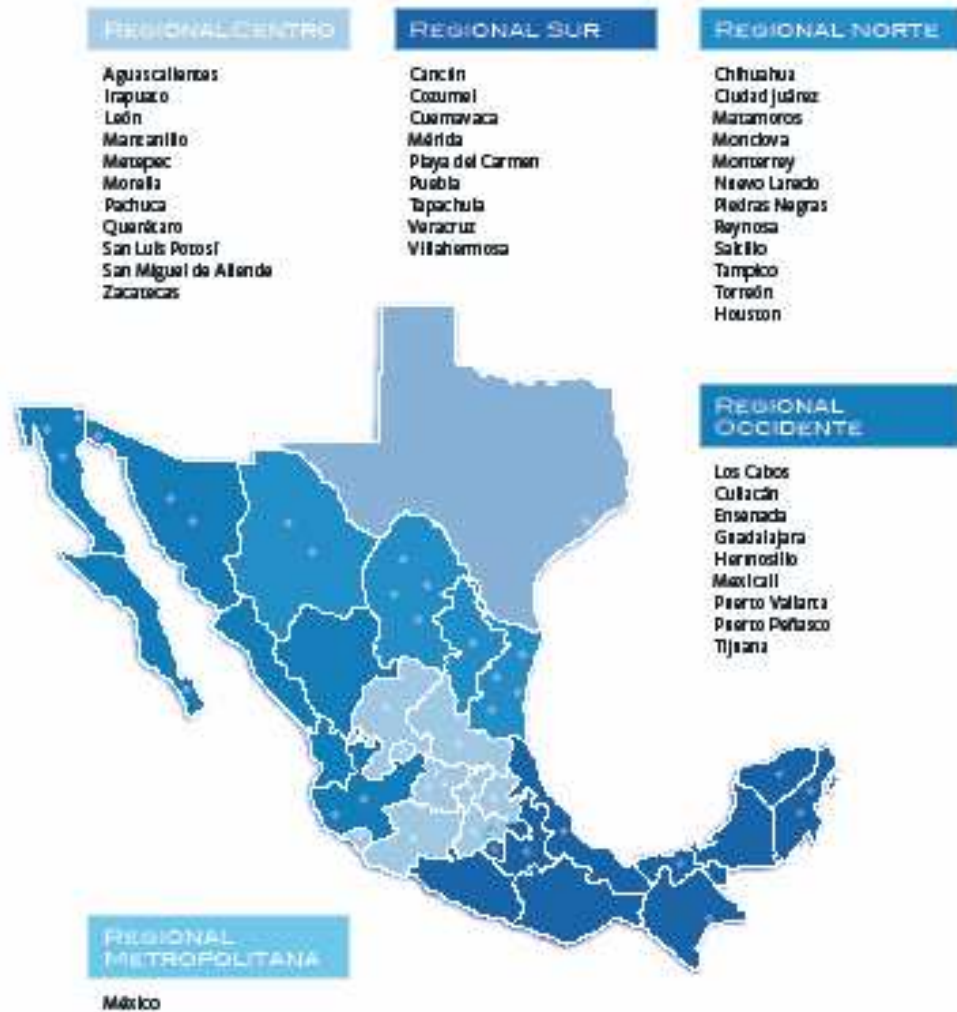 REGIONAL CENTRO
Aguascalientes
Irapuato
León
Manzanillo
Metepec
Morelia
Pachuca
Querétaro
San Luis Potosí
San Miguel de Allende
Zacatecas
REGIONAL SUR
Cancún
Cozumel
Cuernavaca
Mérida
Playa del Carmen
Puebla
Tapachula
Veracruz
Villahermosa
REGIONAL NORTE
Chihuahua
Ciudad Juárez
Matamoros
Monclova
Monterrey
Nuevo Laredo
Piedras Negras
Reynosa
Saltillo
Tampico
Torreón
Houston
REGIONAL
OCCIDENTE
Los Cabos
Culiacán
Ensenada
Guadalajara
Hermosillo
Mexicali
Puerto Vallarta
Puerto Peñasco
Tijuana
REGIONAL
METROPOLITANA
México